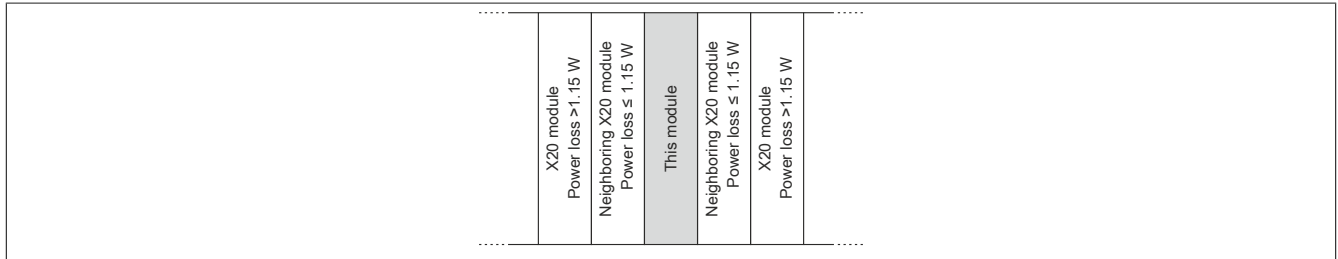 X20 module
Power loss >1.15 W
Neighboring X20 module
Power loss ≤ 1.15 W
This module
Neighboring X20 module
Power loss ≤ 1.15 W
X20 module
Power loss >1.15 W